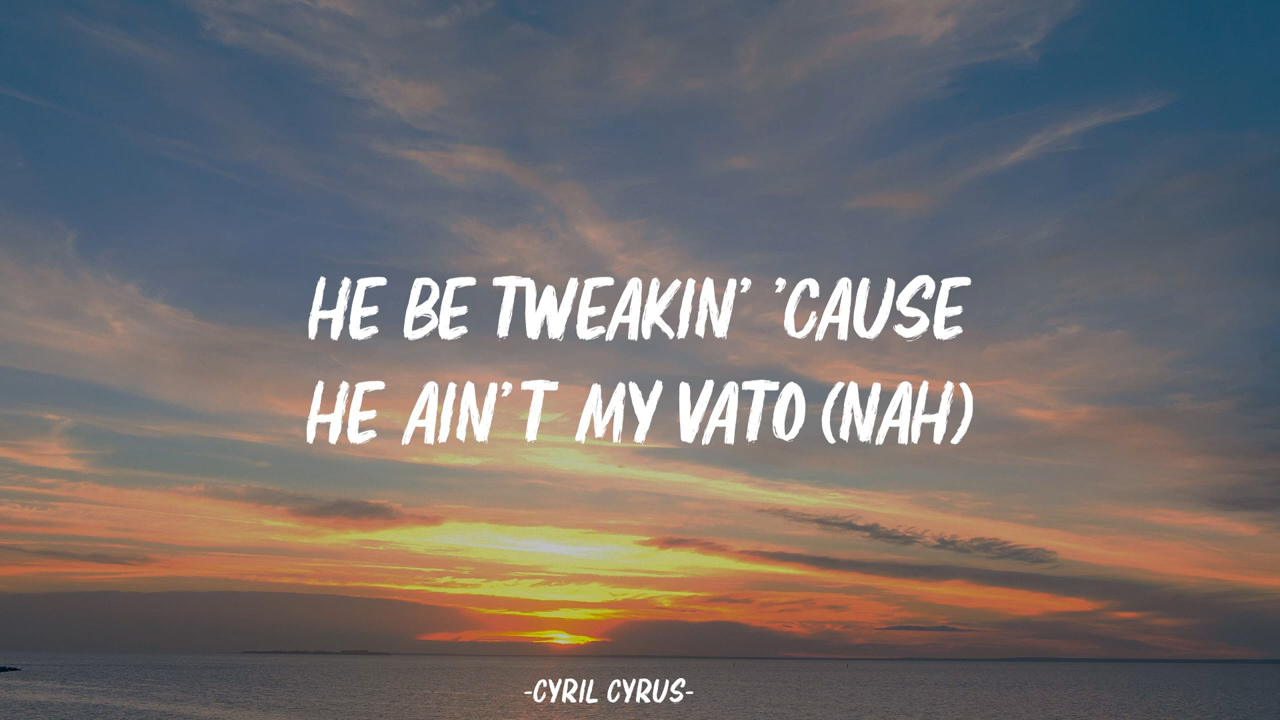 HE BE TWEAKIN' 'CAUSE
HE AIN'T MY VATO (NAH)
-CYRIL CYRUS-